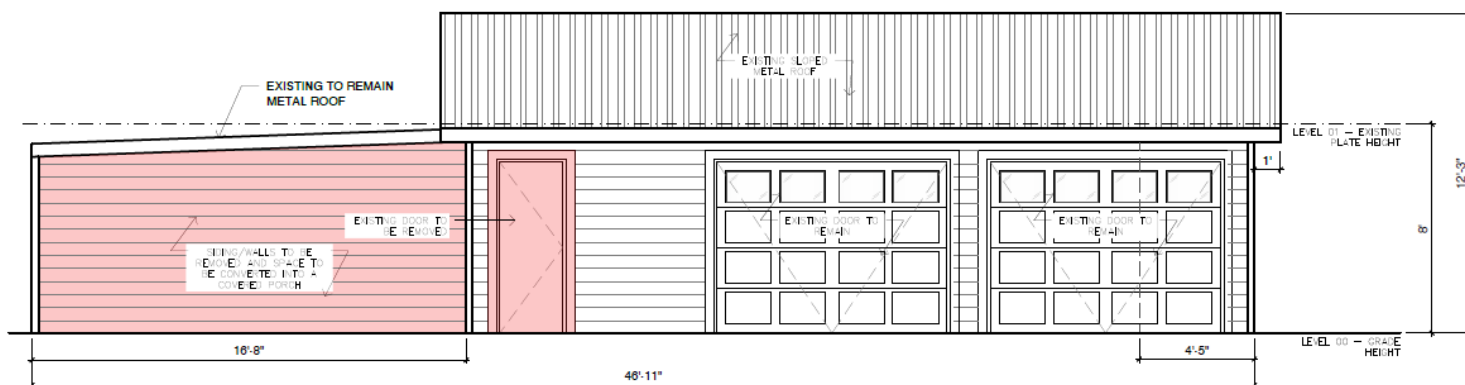 EXISTING TO REMAIN
METAL ROOF
EXISTING SLOPED
METAL ROOF
LEVEL 01 – EXISTING
PLATE HEIGHT
1'
12'-3"
8'
EXISTING DOOR TO
BE REMOVED
EXISTING DOOR TO
REMAIN
EXISTING DOOR TO
REMAIN
SIDING/WALLS TO BE
REMOVED AND SPACE TO
BE CONVERTED INTO A
COVERED PORCH
LEVEL 00 – GRADE
HEIGHT
16'-8"
4'-5"
46'-11"